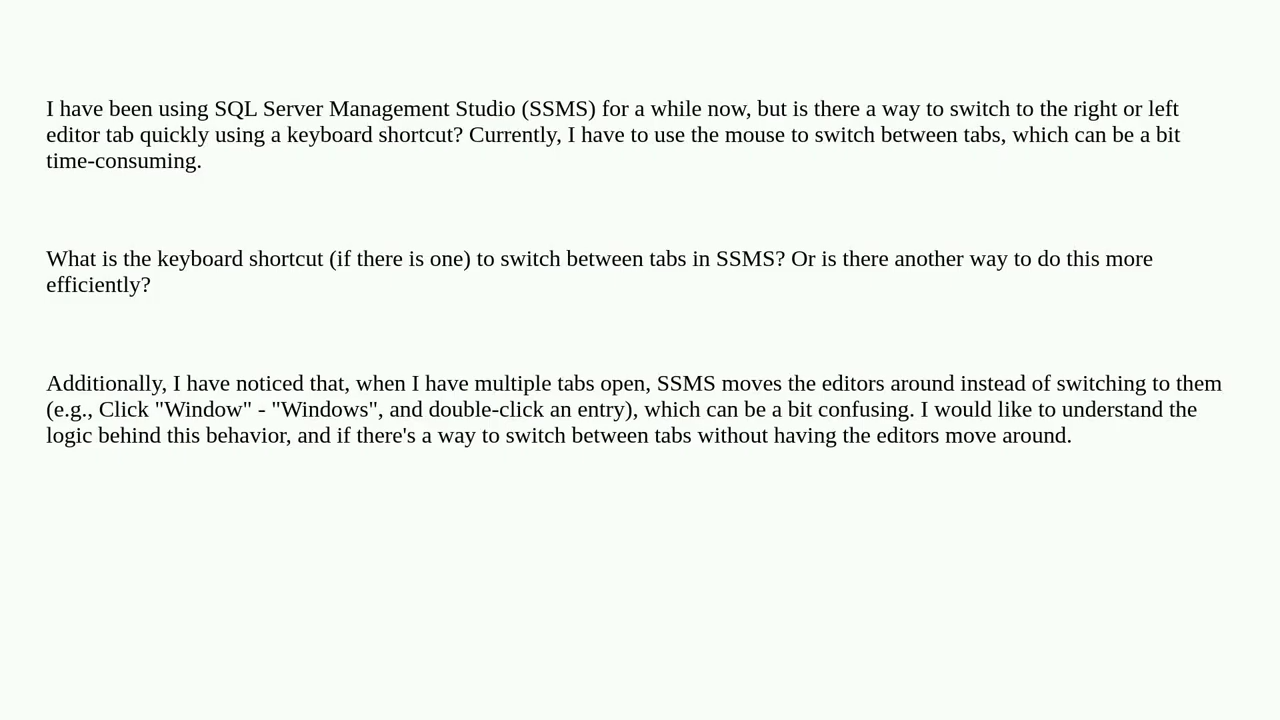 I have been using SQL Server Management Studio (SSMS) for a while now, but is there a way to switch to the right or left
editor tab quickly using a keyboard shortcut? Currently, I have to use the mouse to switch between tabs, which can be a bit
time-consuming.
What is the keyboard shortcut (if there is one) to switch between tabs in SSMS? Or is there another way to do this more
efficiently?
Additionally, I have noticed that, when I have multiple tabs open, SSMS moves the editors around instead of switching to them
(e.g., Click "Window" - "Windows", and double-click an entry), which can be a bit confusing. I would like to understand the
logic behind this behavior, and if there's a way to switch between tabs without having the editors move around.